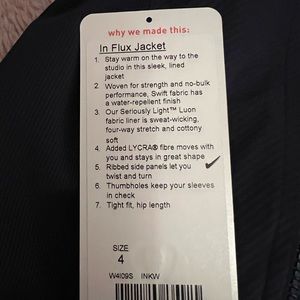 why we made this:
In Flux Jacket
1. Stay warm on the way to the
studio in this sleek, lined
jacket
2. Woven for strength and no-bulk
performance, Swift fabric has
a water-repellent finish
3. Our Seriously Light™ Luon
fabric liner is sweat-wicking,
four-way stretch and cottony
soft
4. Added LYCRA® fibre moves with
you and stays in great shape
5. Ribbed side panels let you
twist and turn
6. Thumbholes keep your sleeves
in check
7. Tight fit, hip length
SIZE
4
W4I09S INKW